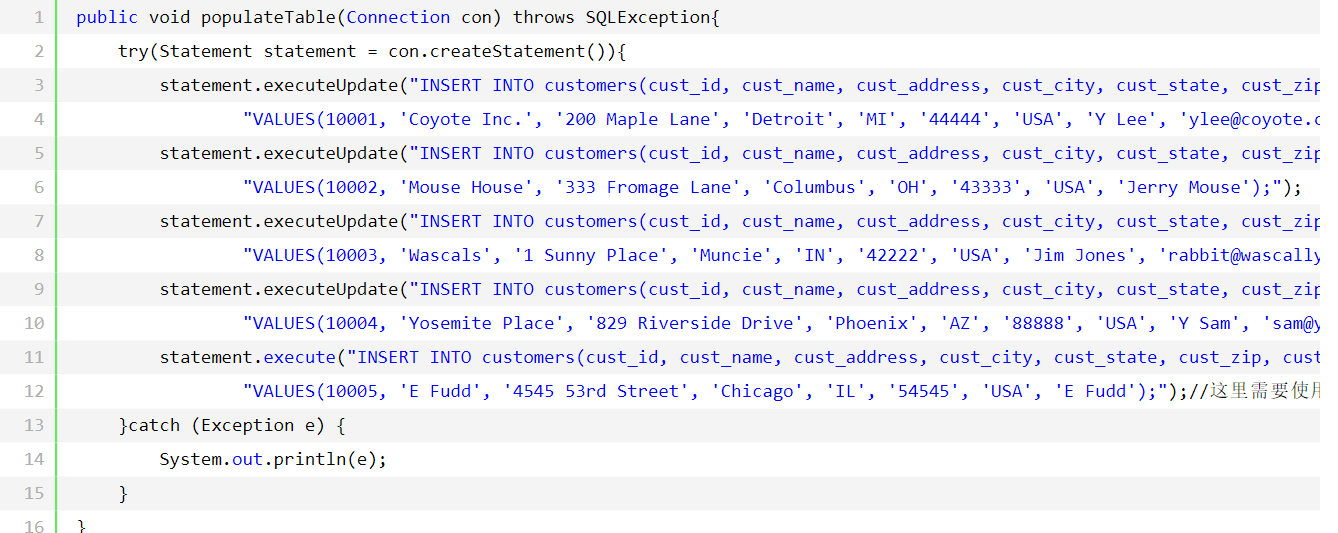 1 public void populateTable(Connection con) throws SQLException{
2 try(Statement statement = con.createStatement()){
3 statement.executeUpdate("INSERT INTO customers(cust_id, cust_name, cust_address, cust_city, cust_state, cust_zip
4 "VALUES(10001, 'Coyote Inc.', '200 Maple Lane', 'Detroit', 'MI', '44444', 'USA', 'Y Lee', 'ylee@coyote.c
5 statement.executeUpdate("INSERT INTO customers(cust_id, cust_name, cust_address, cust_city, cust_state, cust_zip
6 "VALUES(10002, 'Mouse House', '333 Fromage Lane', 'Columbus', 'OH', '43333', 'USA', 'Jerry Mouse');");
7 statement.executeUpdate("INSERT INTO customers(cust_id, cust_name, cust_address, cust_city, cust_state, cust_zip
8 "VALUES(10003, 'Wascals', '1 Sunny Place', 'Muncie', 'IN', '42222', 'USA', 'Jim Jones', 'rabbit@wascally
9 statement.executeUpdate("INSERT INTO customers(cust_id, cust_name, cust_address, cust_city, cust_state, cust_zip
10 "VALUES(10004, 'Yosemite Place', '829 Riverside Drive', 'Phoenix', 'AZ', '88888', 'USA', 'Y Sam', 'sam@y
11 statement.execute("INSERT INTO customers(cust_id, cust_name, cust_address, cust_city, cust_state, cust_zip, cust
12 "VALUES(10005, 'E Fudd', '4545 53rd Street', 'Chicago', 'IL', '54545', 'USA', 'E Fudd');");//这里需要使用
13 }catch (Exception e) {
14 System.out.println(e);
15 }
16 }